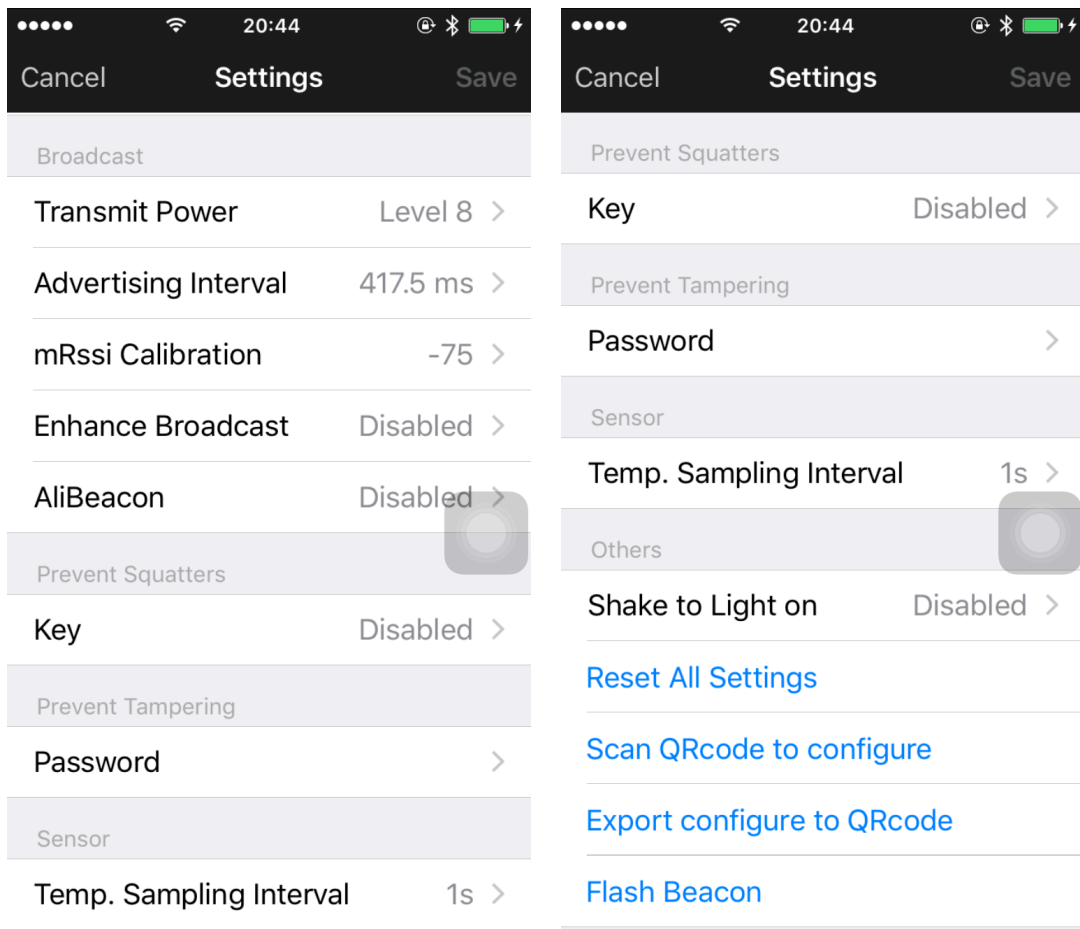 20:44
Cancel Settings Save
Broadcast
Transmit Power Level 8
Advertising Interval 417.5 ms
mRssi Calibration -75
Enhance Broadcast Disabled
AliBeacon Disabled
Prevent Squatters
Key Disabled
Prevent Tampering
Password
Sensor
Temp. Sampling Interval 1s
20:44
Cancel Settings Save
Prevent Squatters
Key Disabled
Prevent Tampering
Password
Sensor
Temp. Sampling Interval 1s
Others
Shake to Light on Disabled
Reset All Settings
Scan QRcode to configure
Export configure to QRcode
Flash Beacon